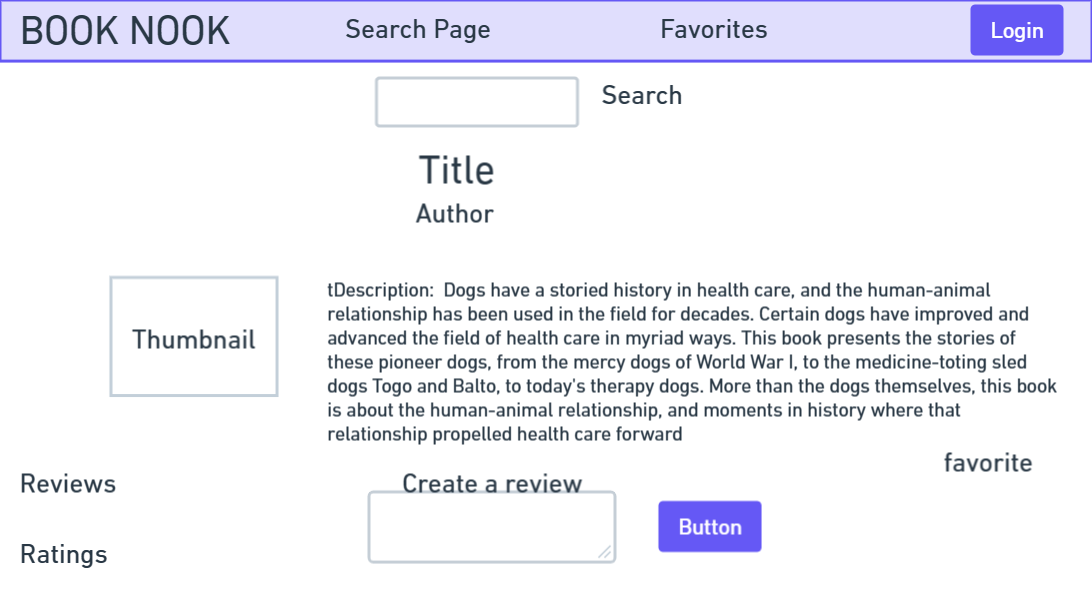 BOOK NOOK Search Page Favorites Login
Search
Title
Author
Thumbnail
tDescription: Dogs have a storied history in health care, and the human-animal
relationship has been used in the field for decades. Certain dogs have improved and
advanced the field of health care in myriad ways. This book presents the stories of
these pioneer dogs, from the mercy dogs of World War I, to the medicine-toting sled
dogs Togo and Balto, to today's therapy dogs. More than the dogs themselves, this book
is about the human-animal relationship, and moments in history where that
relationship propelled health care forward
favorite
Reviews
Create a review
Button
Ratings